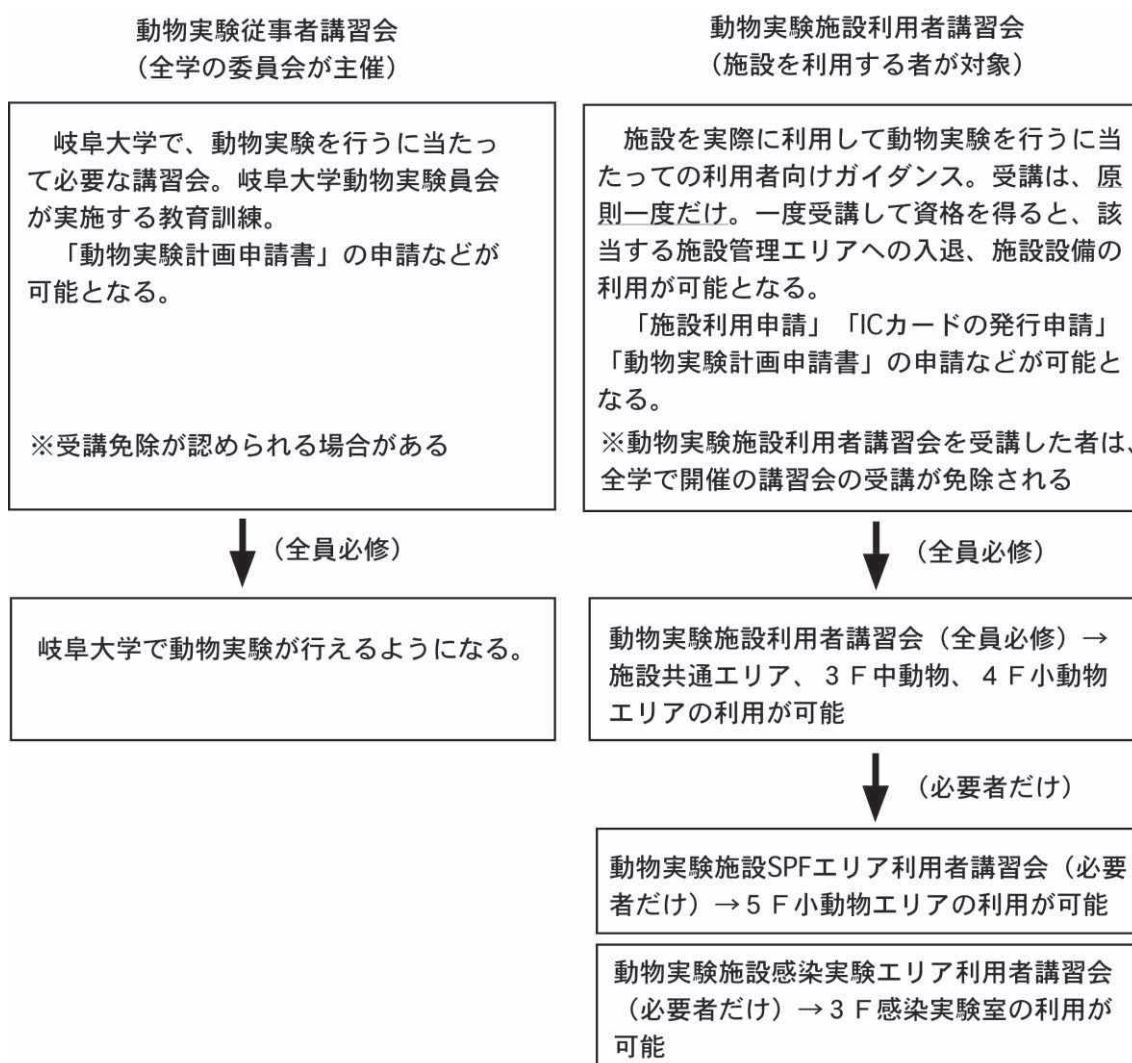 動物実験従事者講習会
（全学の委員会が主催）
岐阜大学で、動物実験を行うに当たっ
て必要な講習会。岐阜大学動物実験員会
が実施する教育訓練。
「動物実験計画申請書」の申請などが
可能となる。
※受講免除が認められる場合がある
（全員必修）
岐阜大学で動物実験が行えるようになる。
動物実験施設利用者講習会
（施設を利用する者が対象）
施設を実際に利用して動物実験を行うに当
たっての利用者向けガイダンス。受講は、原
則一度だけ。一度受講して資格を得ると、該
当する施設管理エリアへの入退、施設設備の
利用が可能となる。
「施設利用申請」「ICカードの発行申請」
「動物実験計画申請書」の申請などが可能と
なる。
※動物実験施設利用者講習会を受講した者は、
全学で開催の講習会の受講が免除される
（全員必修）
動物実験施設利用者講習会（全員必修）→
施設共通エリア、３Ｆ中動物、４Ｆ小動物
エリアの利用が可能
（必要者だけ）
動物実験施設SPFエリア利用者講習会（必要
者だけ）→５Ｆ小動物エリアの利用が可能
動物実験施設感染実験エリア利用者講習会
（必要者だけ）→３Ｆ感染実験室の利用が
可能